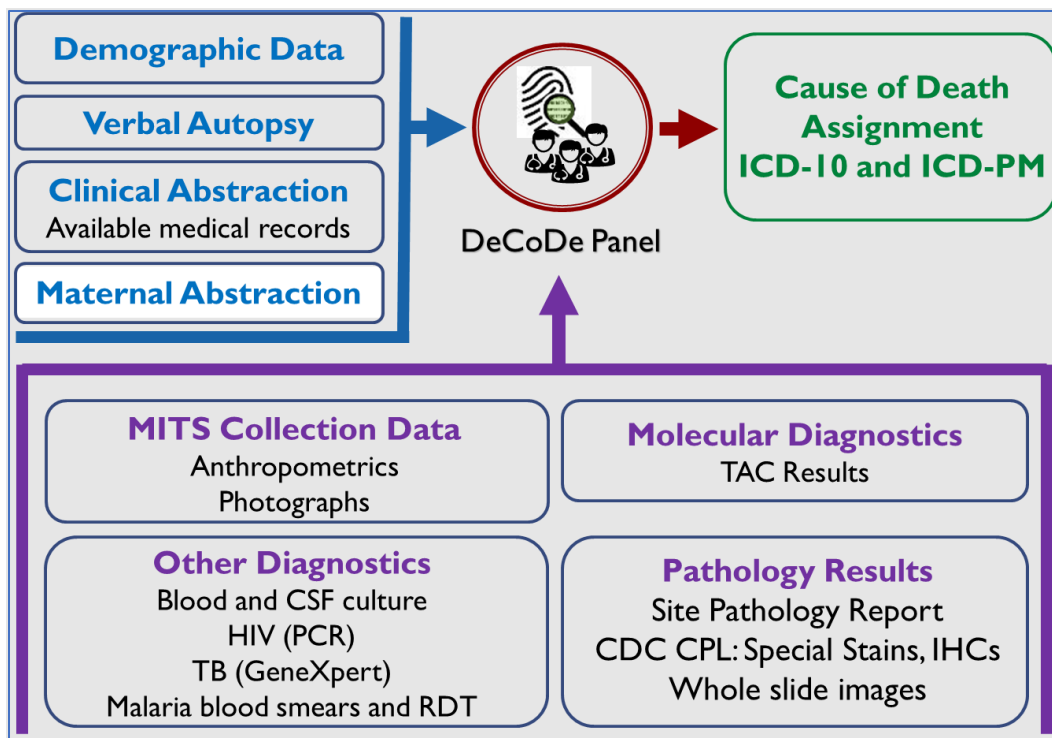 Demographic Data
Verbal Autopsy
Clinical Abstraction
Available medical records
Maternal Abstraction
DeCoDe Panel
Cause of Death
Assignment
ICD-10 and ICD-PM
MITS Collection Data
Anthropometrics
Photographs
Molecular Diagnostics
TAC Results
Other Diagnostics
Blood and CSF culture
HIV (PCR)
TB (GeneXpert)
Malaria blood smears and RDT
Pathology Results
Site Pathology Report
CDC CPL: Special Stains, IHCs
Whole slide images